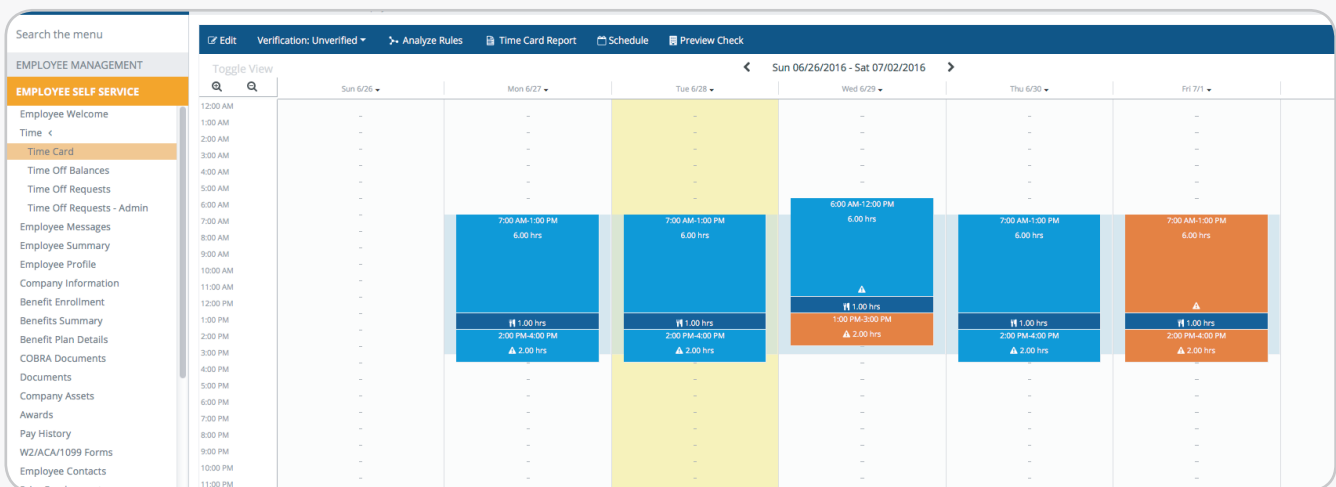 Search the menu
EMPLOYEE MANAGEMENT
EMPLOYEE SELF SERVICE
Employee Welcome
Time <
Time Card
Time Off Balances
Time Off Requests
Time Off Requests - Admin
Employee Messages
Employee Summary
Employee Profile
Company Information
Benefit Enrollment
Benefits Summary
Benefit Plan Details
COBRA Documents
Documents
Company Assets
Awards
Pay History
W2/ACA/1099 Forms
Employee Contacts
Edit Verification: Unverified Analyze Rules Time Card Report Schedule Preview Check
Toggle View < Sun 06/26/2016 - Sat 07/02/2016 >
Sun 6/26 Mon 6/27 Tue 6/28 Wed 6/29 Thu 6/30 Fri 7/1
12:00 AM
1:00 AM
2:00 AM
3:00 AM
4:00 AM
5:00 AM
6:00 AM
7:00 AM
8:00 AM
9:00 AM
10:00 AM
11:00 AM
12:00 PM
1:00 PM
2:00 PM
3:00 PM
4:00 PM
5:00 PM
6:00 PM
7:00 PM
8:00 PM
9:00 PM
10:00 PM
11:00 PM
7:00 AM-1:00 PM
6.00 hrs
1.00 hrs
2:00 PM-4:00 PM
2.00 hrs
7:00 AM-1:00 PM
6.00 hrs
1.00 hrs
2:00 PM-4:00 PM
2.00 hrs
6:00 AM-12:00 PM
6.00 hrs
1.00 hrs
1:00 PM-3:00 PM
2.00 hrs
7:00 AM-1:00 PM
6.00 hrs
1.00 hrs
2:00 PM-4:00 PM
2.00 hrs
7:00 AM-1:00 PM
6.00 hrs
1.00 hrs
2:00 PM-4:00 PM
2.00 hrs